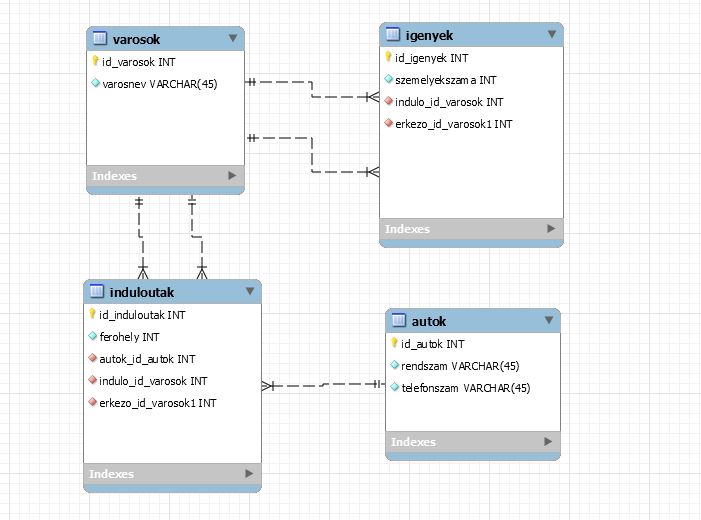 varosok
id_varosok INT
varosnev VARCHAR(45)
Indexes
igenyek
id_igenyek INT
szemelyekszama INT
indulo_id_varosok INT
erkezo_id_varosok1 INT
Indexes
induloutak
id_induloutak INT
ferohely INT
autok_id_autok INT
indulo_id_varosok INT
erkezo_id_varosok1 INT
Indexes
autok
id_autok INT
rendszam VARCHAR(45)
telefonszam VARCHAR(45)
Indexes